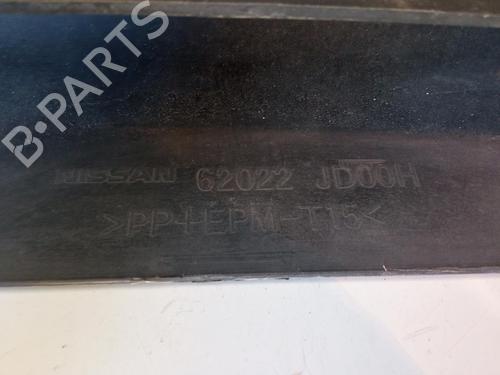 B-PARTS
NISSAN 62022 JD00H
>PP+EPM-T15<